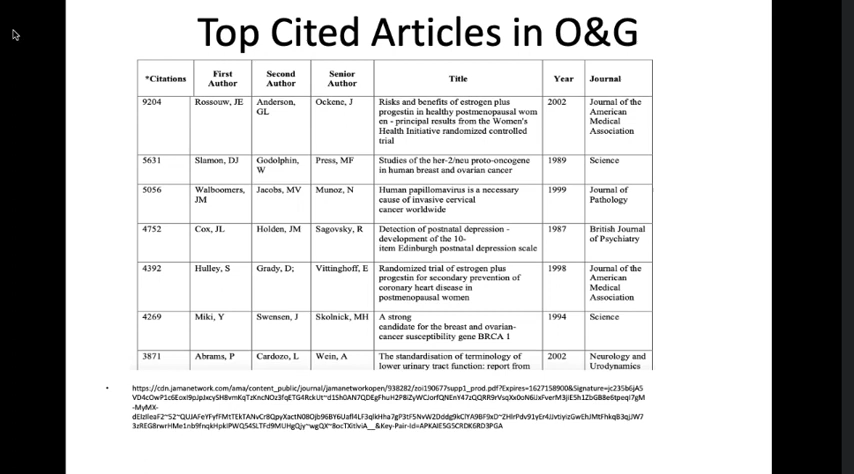 Top Cited Articles in O&G
*Citations First Author Second Author Senior Author Title Year Journal
9204 Rossouw, JE Anderson, GL Ockene, J Risks and benefits of estrogen plus progestin in healthy postmenopausal wom en - principal results from the Women's Health Initiative randomized controlled trial 2002 Journal of the American Medical Association
5631 Slamon, DJ Godolphin, W Press, MF Studies of the her-2/neu proto-oncogene in human breast and ovarian cancer 1989 Science
5056 Walboomers, JM Jacobs, MV Munoz, N Human papillomavirus is a necessary cause of invasive cervical cancer worldwide 1999 Journal of Pathology
4752 Cox, JL Holden, JM Sagovsky, R Detection of postnatal depression - development of the 10- item Edinburgh postnatal depression scale 1987 British Journal of Psychiatry
4392 Hulley, S Grady, D; Vittinghoff, E Randomized trial of estrogen plus progestin for secondary prevention of coronary heart disease in postmenopausal women 1998 Journal of the American Medical Association
4269 Miki, Y Swensen, J Skolnick, MH A strong candidate for the breast and ovarian- cancer susceptibility gene BRCA 1 1994 Science
3871 Abrams, P Cardozo, L Wein, A The standardisation of terminology of lower urinary tract function: report from 2002 Neurology and Urodynamics